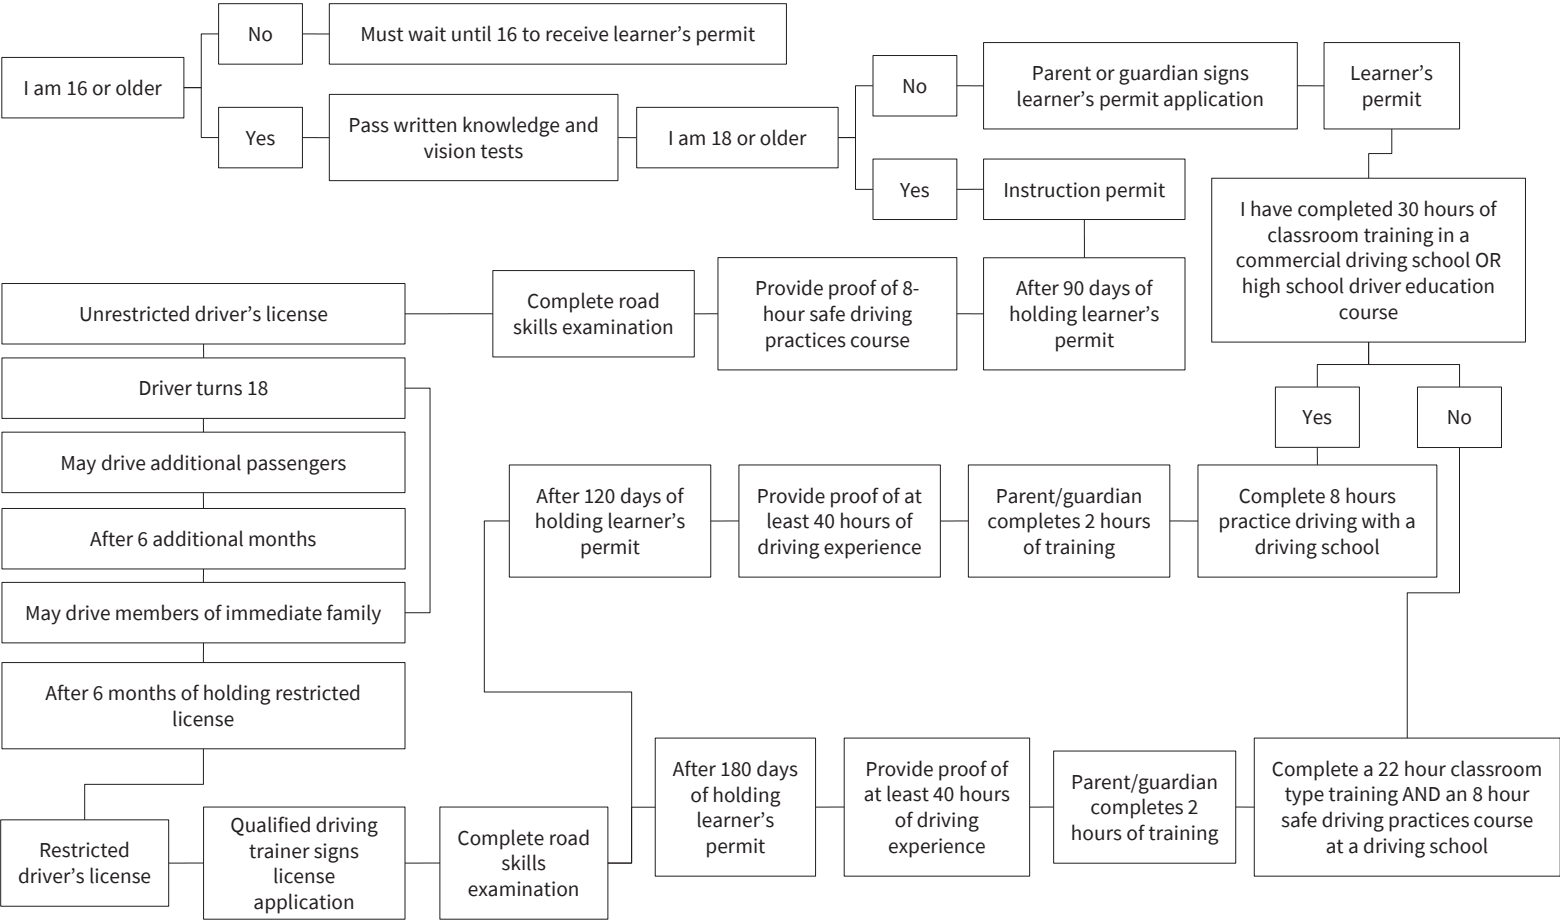 I am 16 or older
No
Must wait until 16 to receive learner’s permit
Yes
Pass written knowledge and
vision tests
I am 18 or older
No
Parent or guardian signs
learner’s permit application
Learner’s
permit
Yes
Instruction permit
I have completed 30 hours of
classroom training in a
commercial driving school OR
high school driver education
course
After 90 days of
holding learner’s
permit
Provide proof of 8-
hour safe driving
practices course
Complete road
skills examination
Unrestricted driver’s license
Driver turns 18
May drive additional passengers
After 6 additional months
May drive members of immediate family
After 6 months of holding restricted
license
Yes
No
Complete 8 hours
practice driving with a
driving school
Parent/guardian
completes 2 hours
of training
Provide proof of at
least 40 hours of
driving experience
After 120 days of
holding learner’s
permit
Complete a 22 hour classroom
type training AND an 8 hour
safe driving practices course
at a driving school
Parent/guardian
completes 2
hours of training
Provide proof of
at least 40 hours
of driving
experience
After 180 days
of holding
learner’s
permit
Complete road
skills
examination
Qualified driving
trainer signs
license
application
Restricted
driver’s license